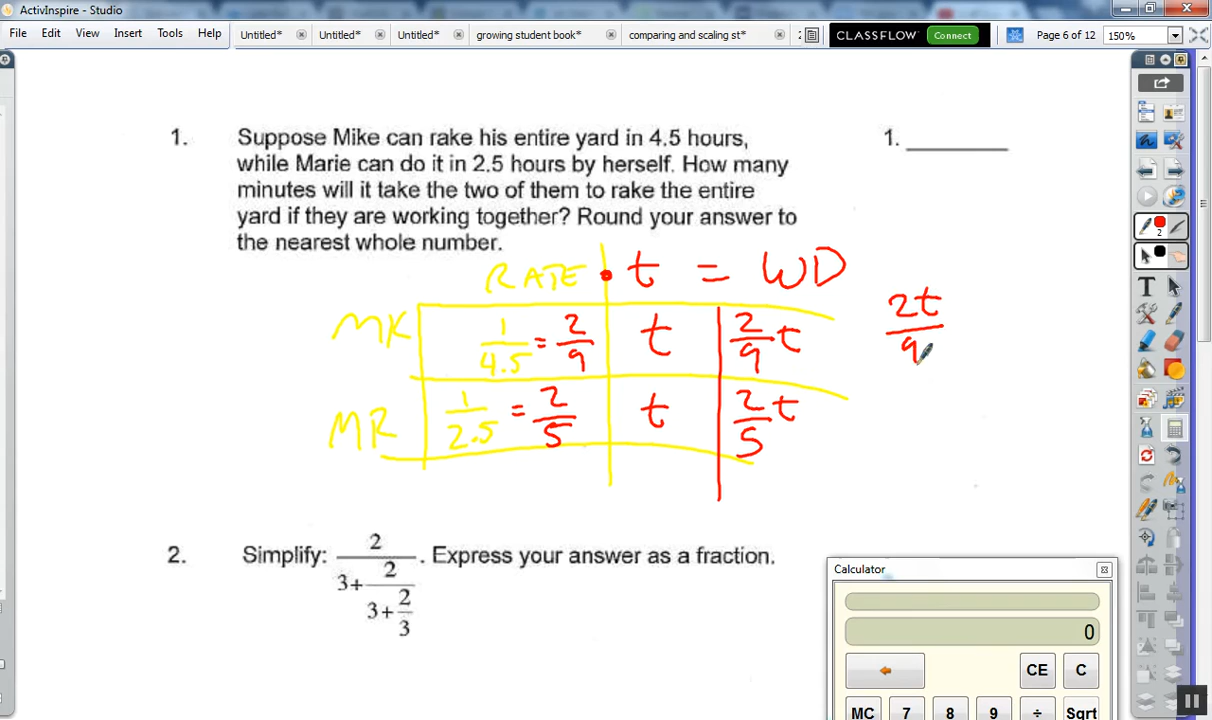 ActivInspire - Studio
File Edit View Insert Tools Help Untitled* Untitled* Untitled* growing student book* comparing and scaling st* CLASSFLOW Connect Page 6 of 12 150%
1. Suppose Mike can rake his entire yard in 4.5 hours,
while Marie can do it in 2.5 hours by herself. How many
minutes will it take the two of them to rake the entire
yard if they are working together? Round your answer to
the nearest whole number.
1. ________
RATE • t = WD
MK 1/4.5 = 2/9 t 2/9 t
2t/9
MR 1/2.5 = 2/5 t 2/5 t
2. Simplify: 2/(3+2/(3+2/3)). Express your answer as a fraction.
Calculator
0
CE C
MC 7 8 9 ÷ Sqrt
2
T